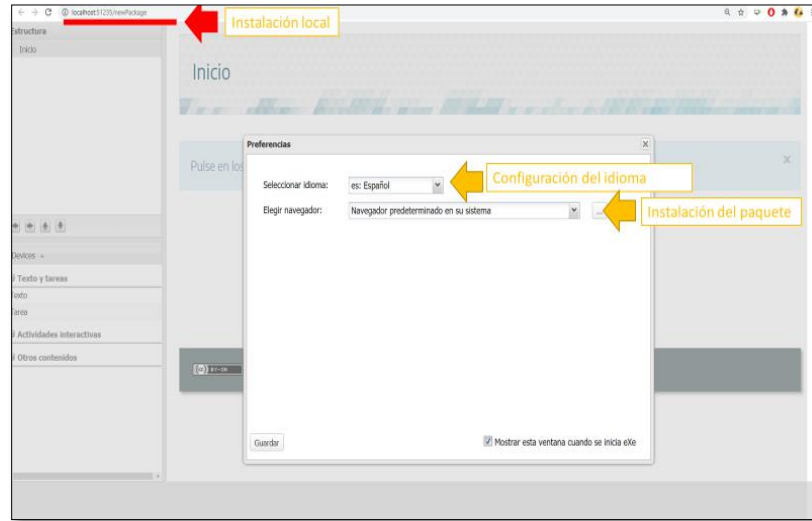 localhost:51235/newPackage
Instalación local
Estructura
Inicio
Inicio
Preferencias
X
Pulse en los
Seleccionar idioma:
es: Español
Configuración del idioma
Elegir navegador:
Navegador predeterminado en su sistema
...
Instalación del paquete
Devices
Texto y tareas
Texto
Tarea
Actividades interactivas
Otros contenidos
BY-SA
Guardar
Mostrar esta ventana cuando se inicia eXe